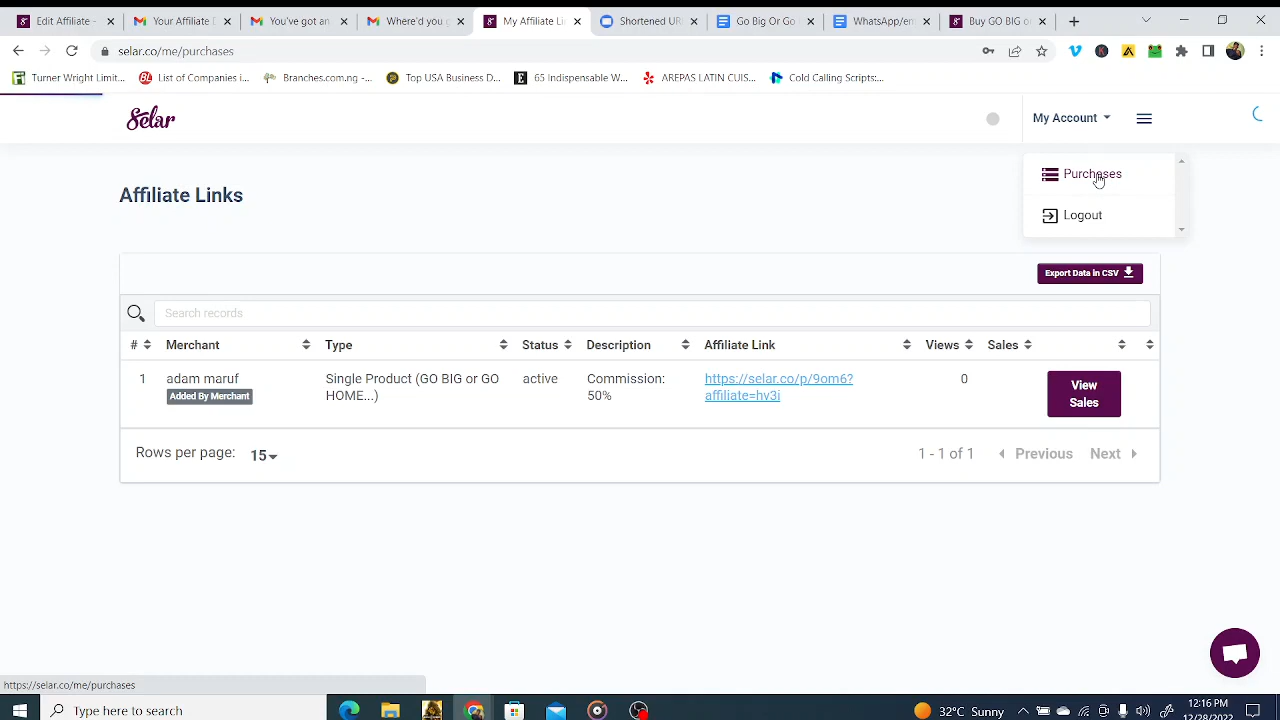 Edit Affiliate -
Your Affiliate D
You've got an
Where'd you g
My Affiliate Li
Shortened UR
Go Big Or Go
WhatsApp/em
Buy GO BIG o
selar.co/me/purchases
Turner Wright Limit...
List of Companies i...
Branches.com.ng -...
Top USA Business D...
65 Indispensable W...
AREPAS LATIN CUIS...
Cold Calling Scripts:...
Selar
My Account
Purchases
Logout
Affiliate Links
Export Data in CSV
Search records
# Merchant Type Status Description Affiliate Link Views Sales
1 adam maruf Single Product (GO BIG or GO active Commission: https://selar.co/p/9om6? 0 View
Added By Merchant HOME...) 50% affiliate=hv3i Sales
Rows per page: 15 1 - 1 of 1 Previous Next
https://selar.co/me/purchases
Type here to search
32°C Sunny
12:16 PM
12/28/2022